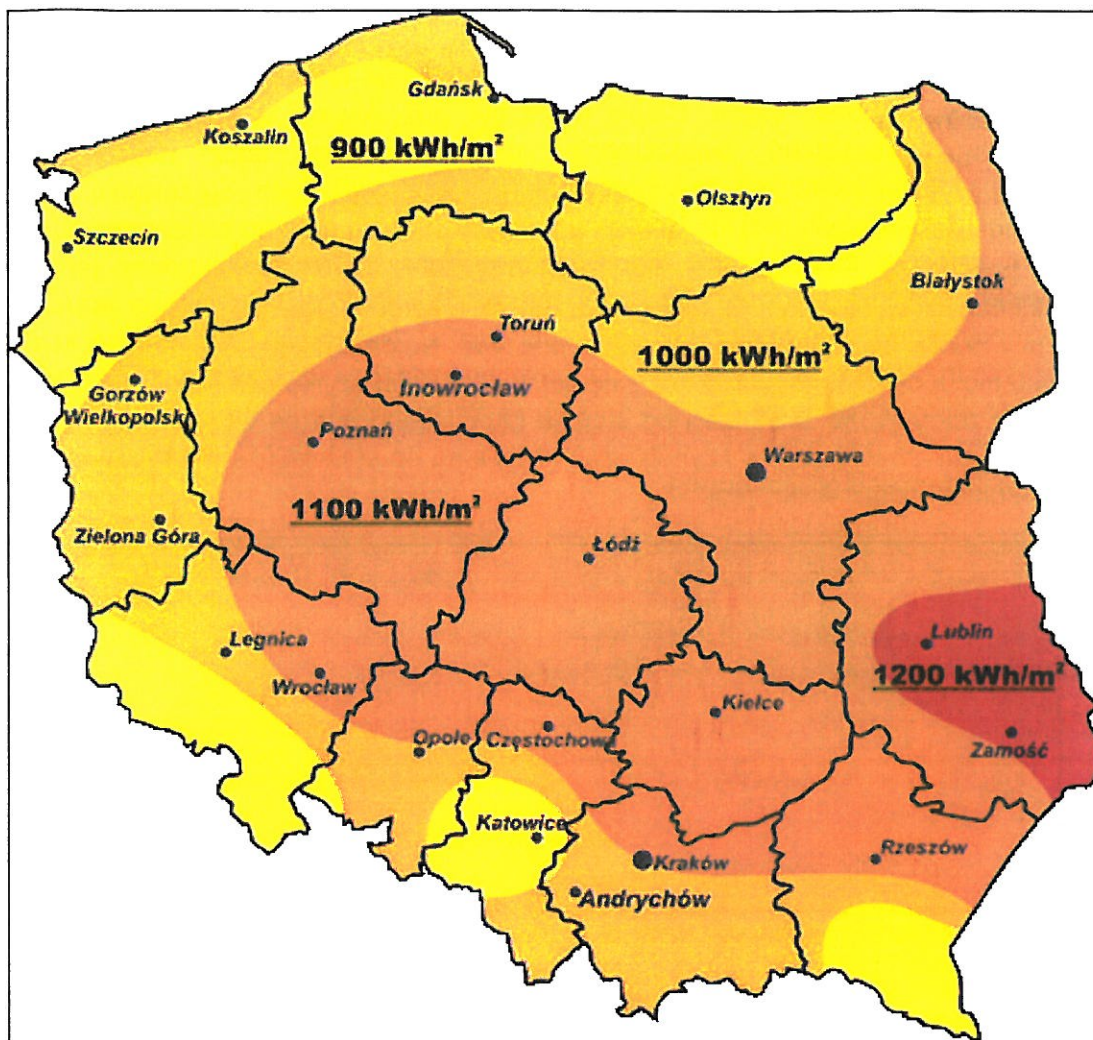 Gdańsk
Koszalin
900 kWh/m²
Olsztyn
Szczecin
Białystok
Toruń
1000 kWh/m²
Inowrocław
Gorzów
Wielkopolski
Poznań
Warszawa
1100 kWh/m²
Zielona Góra
Łódź
Legnica
Lublin
Wrocław
1200 kWh/m²
Kielce
Opole
Częstochowa
Zamość
Katowice
Kraków
Rzeszów
Andrychów